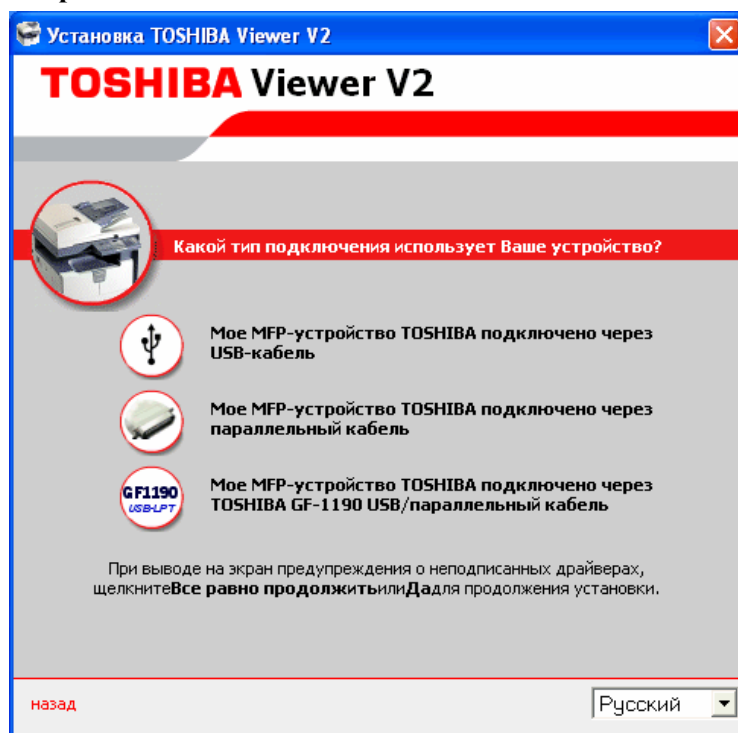 Установка TOSHIBA Viewer V2
TOSHIBA Viewer V2
Какой тип подключения использует Ваше устройство?
Мое MFP-устройство TOSHIBA подключено через
USB-кабель
Мое MFP-устройство TOSHIBA подключено через
параллельный кабель
GF1190
USB-LPT
Мое MFP-устройство TOSHIBA подключено через
TOSHIBA GF-1190 USB/параллельный кабель
При выводе на экран предупреждения о неподписанных драйверах,
щелкнитеВсе равно продолжитьилиДадля продолжения установки.
назад
Русский